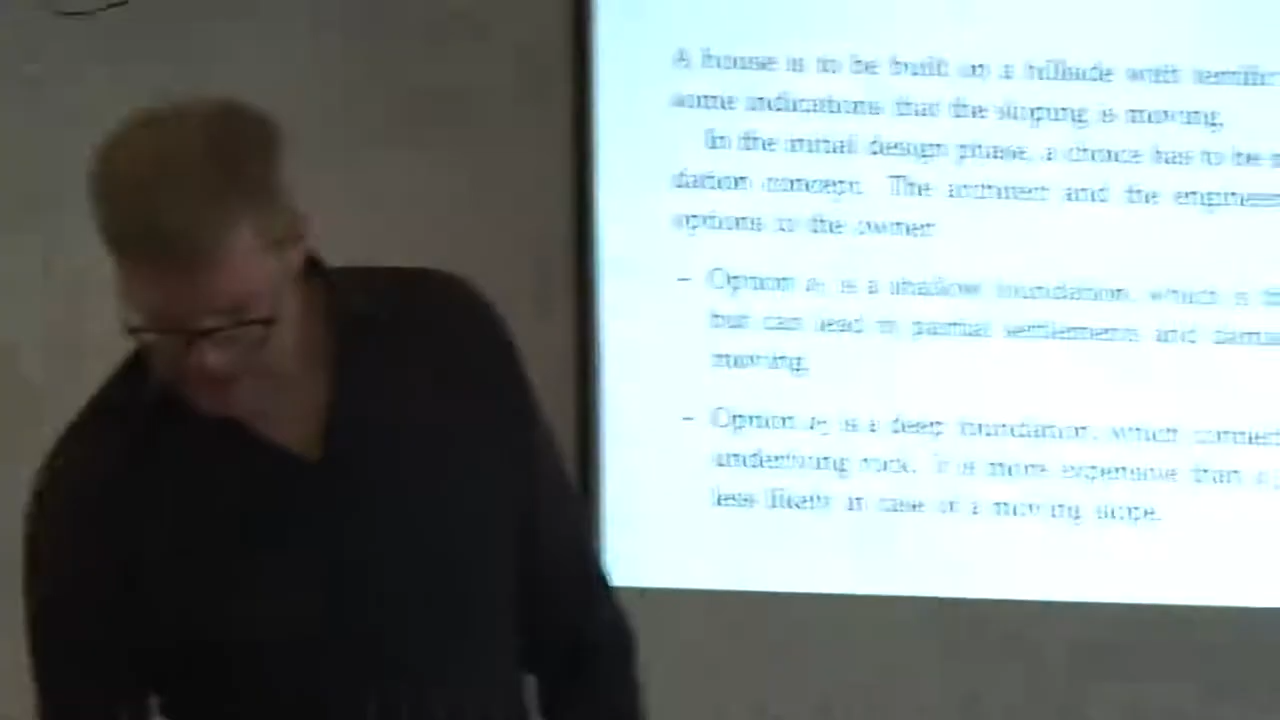 A house is to be built on a hillside with
some indications that the sloping is moving.
In the initial design phase, a choice has to be
dation concept. The architect and the
options to the owner:
– Option a₁ is a shallow foundation, which is
but can lead to partial settlements and
moving.
– Option a₂ is a deep foundation, which
underlying rock. It is more expensive than
less likely in case of a moving slope.